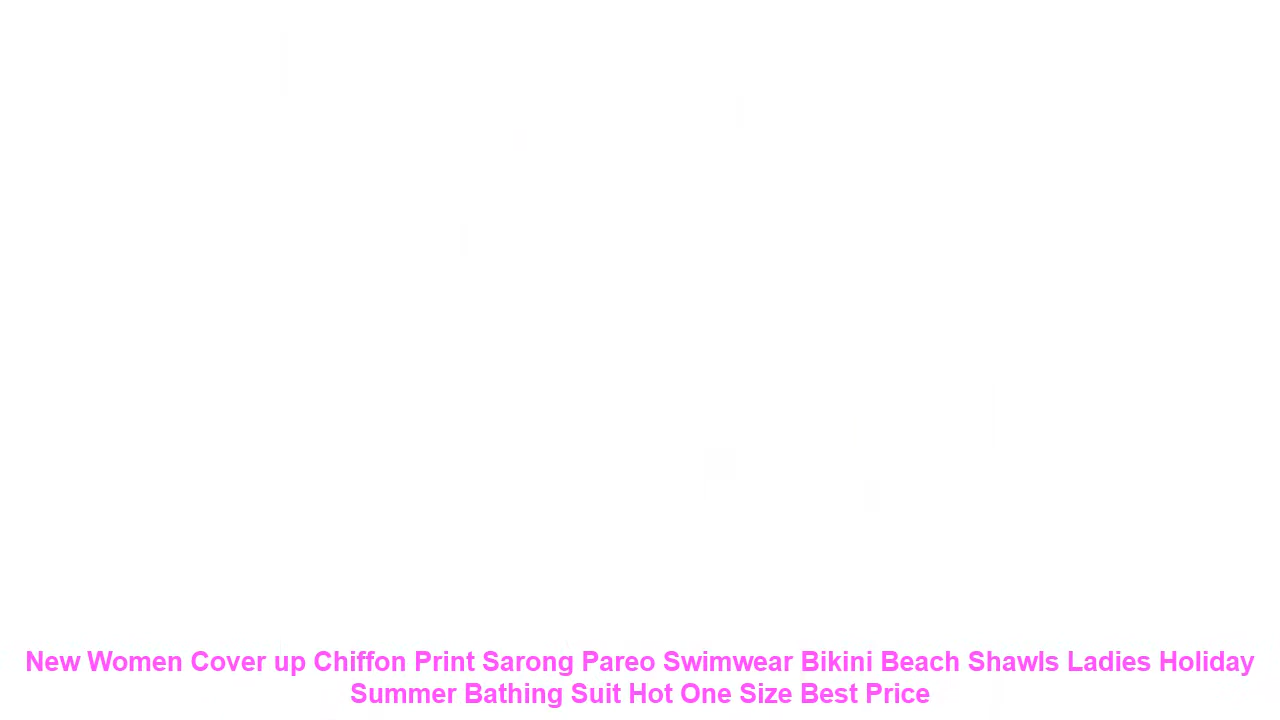 New Women Cover up Chiffon Print Sarong Pareo Swimwear Bikini Beach Shawls Ladies Holiday
Summer Bathing Suit Hot One Size Best Price